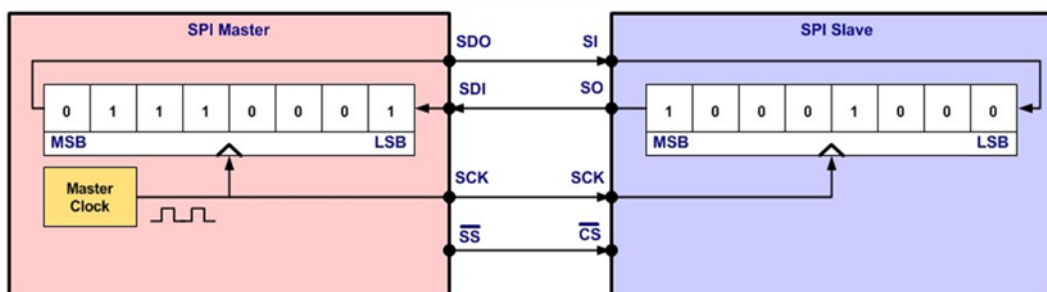 SPI Master
SPI Slave
SDO
SI
SDI
SO
0 1 1 1 0 0 0 1
1 0 0 0 1 0 0 0
MSB
LSB
MSB
LSB
Master
Clock
SCK
SCK
SS
CS